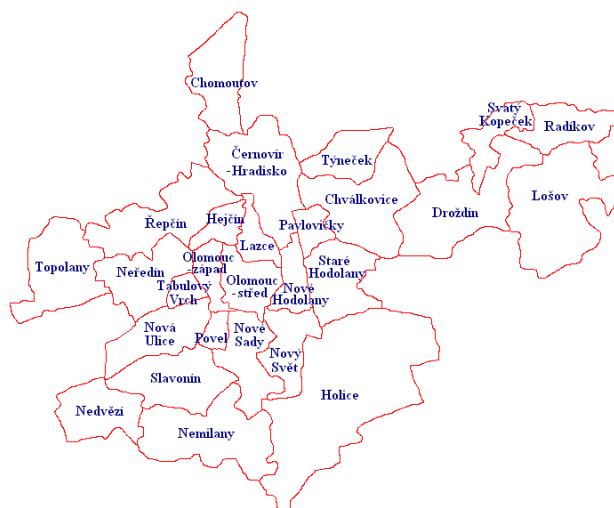 Chomoutov
Svatý
Kopeček
Radíkov
Černovír
-Hradisko
Týneček
Chválkovice
Lošov
Droždín
Hejčín
Řepčín
Pavlovičky
Lazce
Staré
Hodolany
Olomouc
-západ
Topolany
Neředín
Tabulový
Vrch
Olomouc
-střed
Nové
Hodolany
Nová
Ulice
Povel
Nové
Sady
Nový
Svět
Slavonín
Holice
Nedvězí
Nemilany